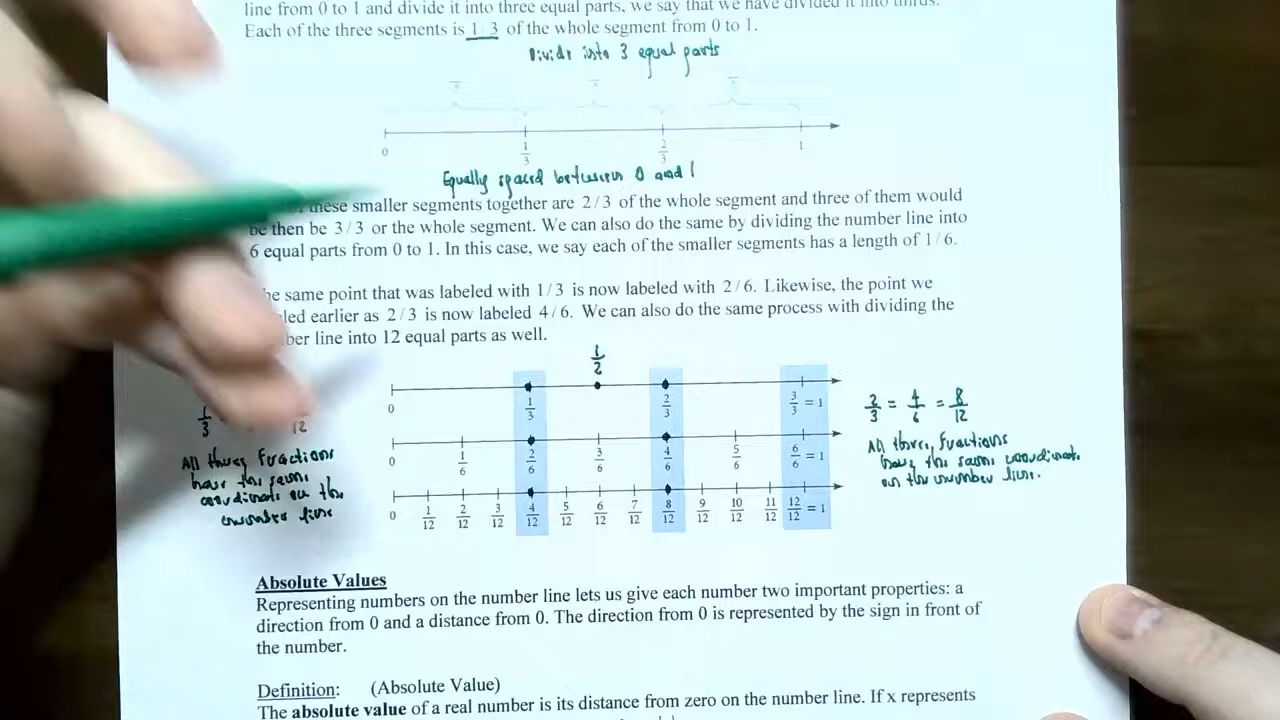 line from 0 to 1 and divide it into three equal parts, we say that we have divided it into thirds.
Each of the three segments is 1 3 of the whole segment from 0 to 1.
Divide into 3 equal parts
0 1/3 2/3 1
Equally spaced between 0 and 1
these smaller segments together are 2/3 of the whole segment and three of them would
be then be 3/3 or the whole segment. We can also do the same by dividing the number line into
6 equal parts from 0 to 1. In this case, we say each of the smaller segments has a length of 1/6.
same point that was labeled with 1/3 is now labeled with 2/6. Likewise, the point we
earlier as 2/3 is now labeled 4/6. We can also do the same process with dividing the
line into 12 equal parts as well.
1/2
0 1/3 2/3 3/3 = 1
0 1/6 2/6 3/6 4/6 5/6 6/6 = 1
0 1/12 2/12 3/12 4/12 5/12 6/12 7/12 8/12 9/12 10/12 11/12 12/12 = 1
1/3 12
All three fractions
have the same
coordinate on the
number line
2/3 = 4/6 = 8/12
All three fractions
have the same coordinate
on the number line.
Absolute Values
Representing numbers on the number line lets us give each number two important properties: a
direction from 0 and a distance from 0. The direction from 0 is represented by the sign in front of
the number.
Definition: (Absolute Value)
The absolute value of a real number is its distance from zero on the number line. If x represents